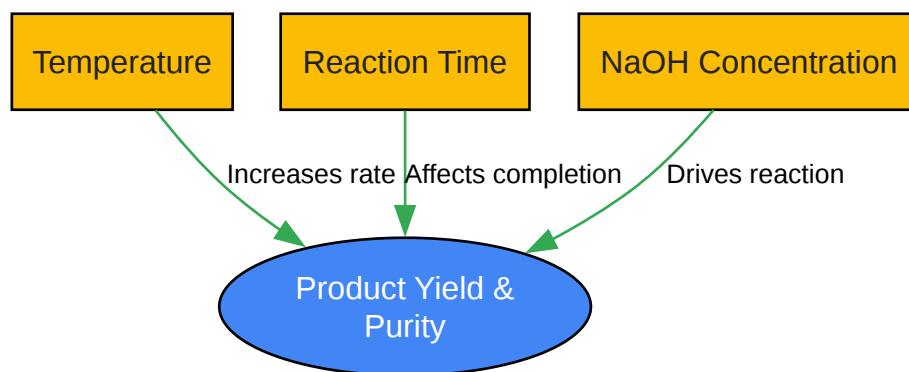 Temperature
Reaction Time
NaOH Concentration
Increases rate
Affects completion
Drives reaction
Product Yield &
Purity